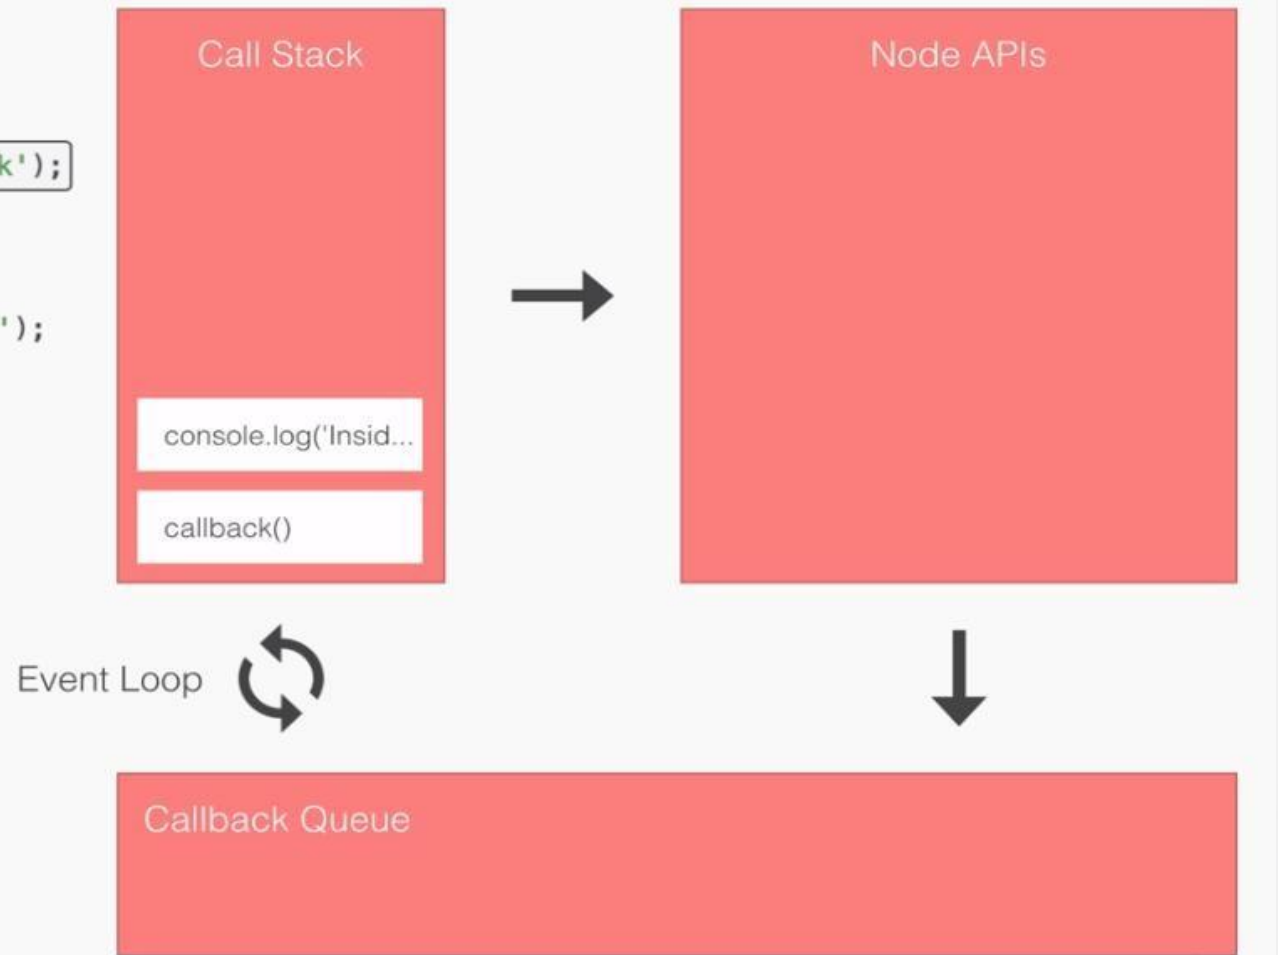 Call Stack
Node APIs
k');
');
console.log('Insid...
callback()
Event Loop
Callback Queue